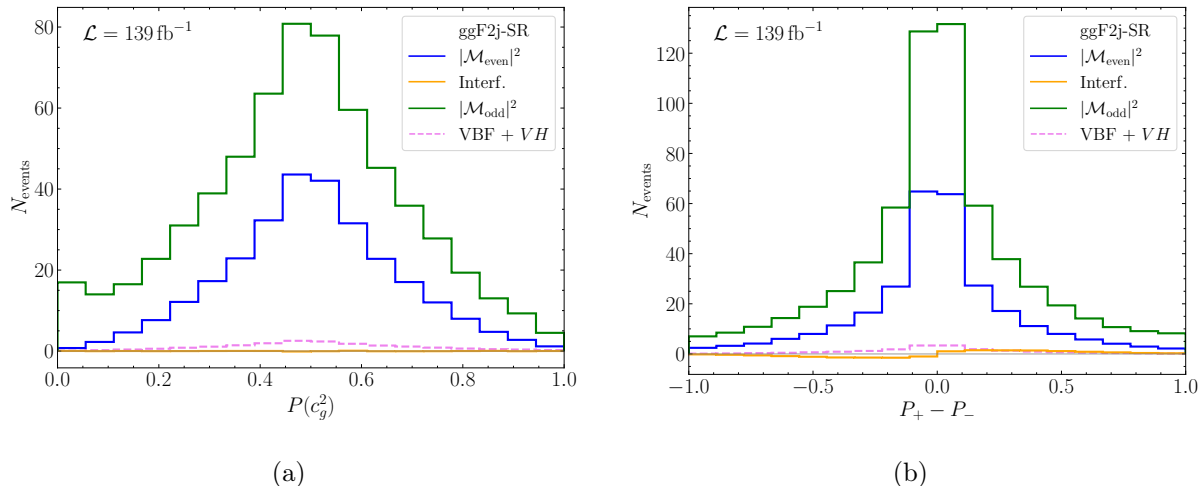 ℒ = 139 fb⁻¹
ggF2j-SR
|ℳ_even|²
Interf.
|ℳ_odd|²
VBF + VH
N_events
80
60
40
20
0
0.0 0.2 0.4 0.6 0.8 1.0
P(c_g²)
(a)
ℒ = 139 fb⁻¹
ggF2j-SR
|ℳ_even|²
Interf.
|ℳ_odd|²
VBF + VH
N_events
120
100
80
60
40
20
0
−1.0 −0.5 0.0 0.5 1.0
P₊ − P₋
(b)